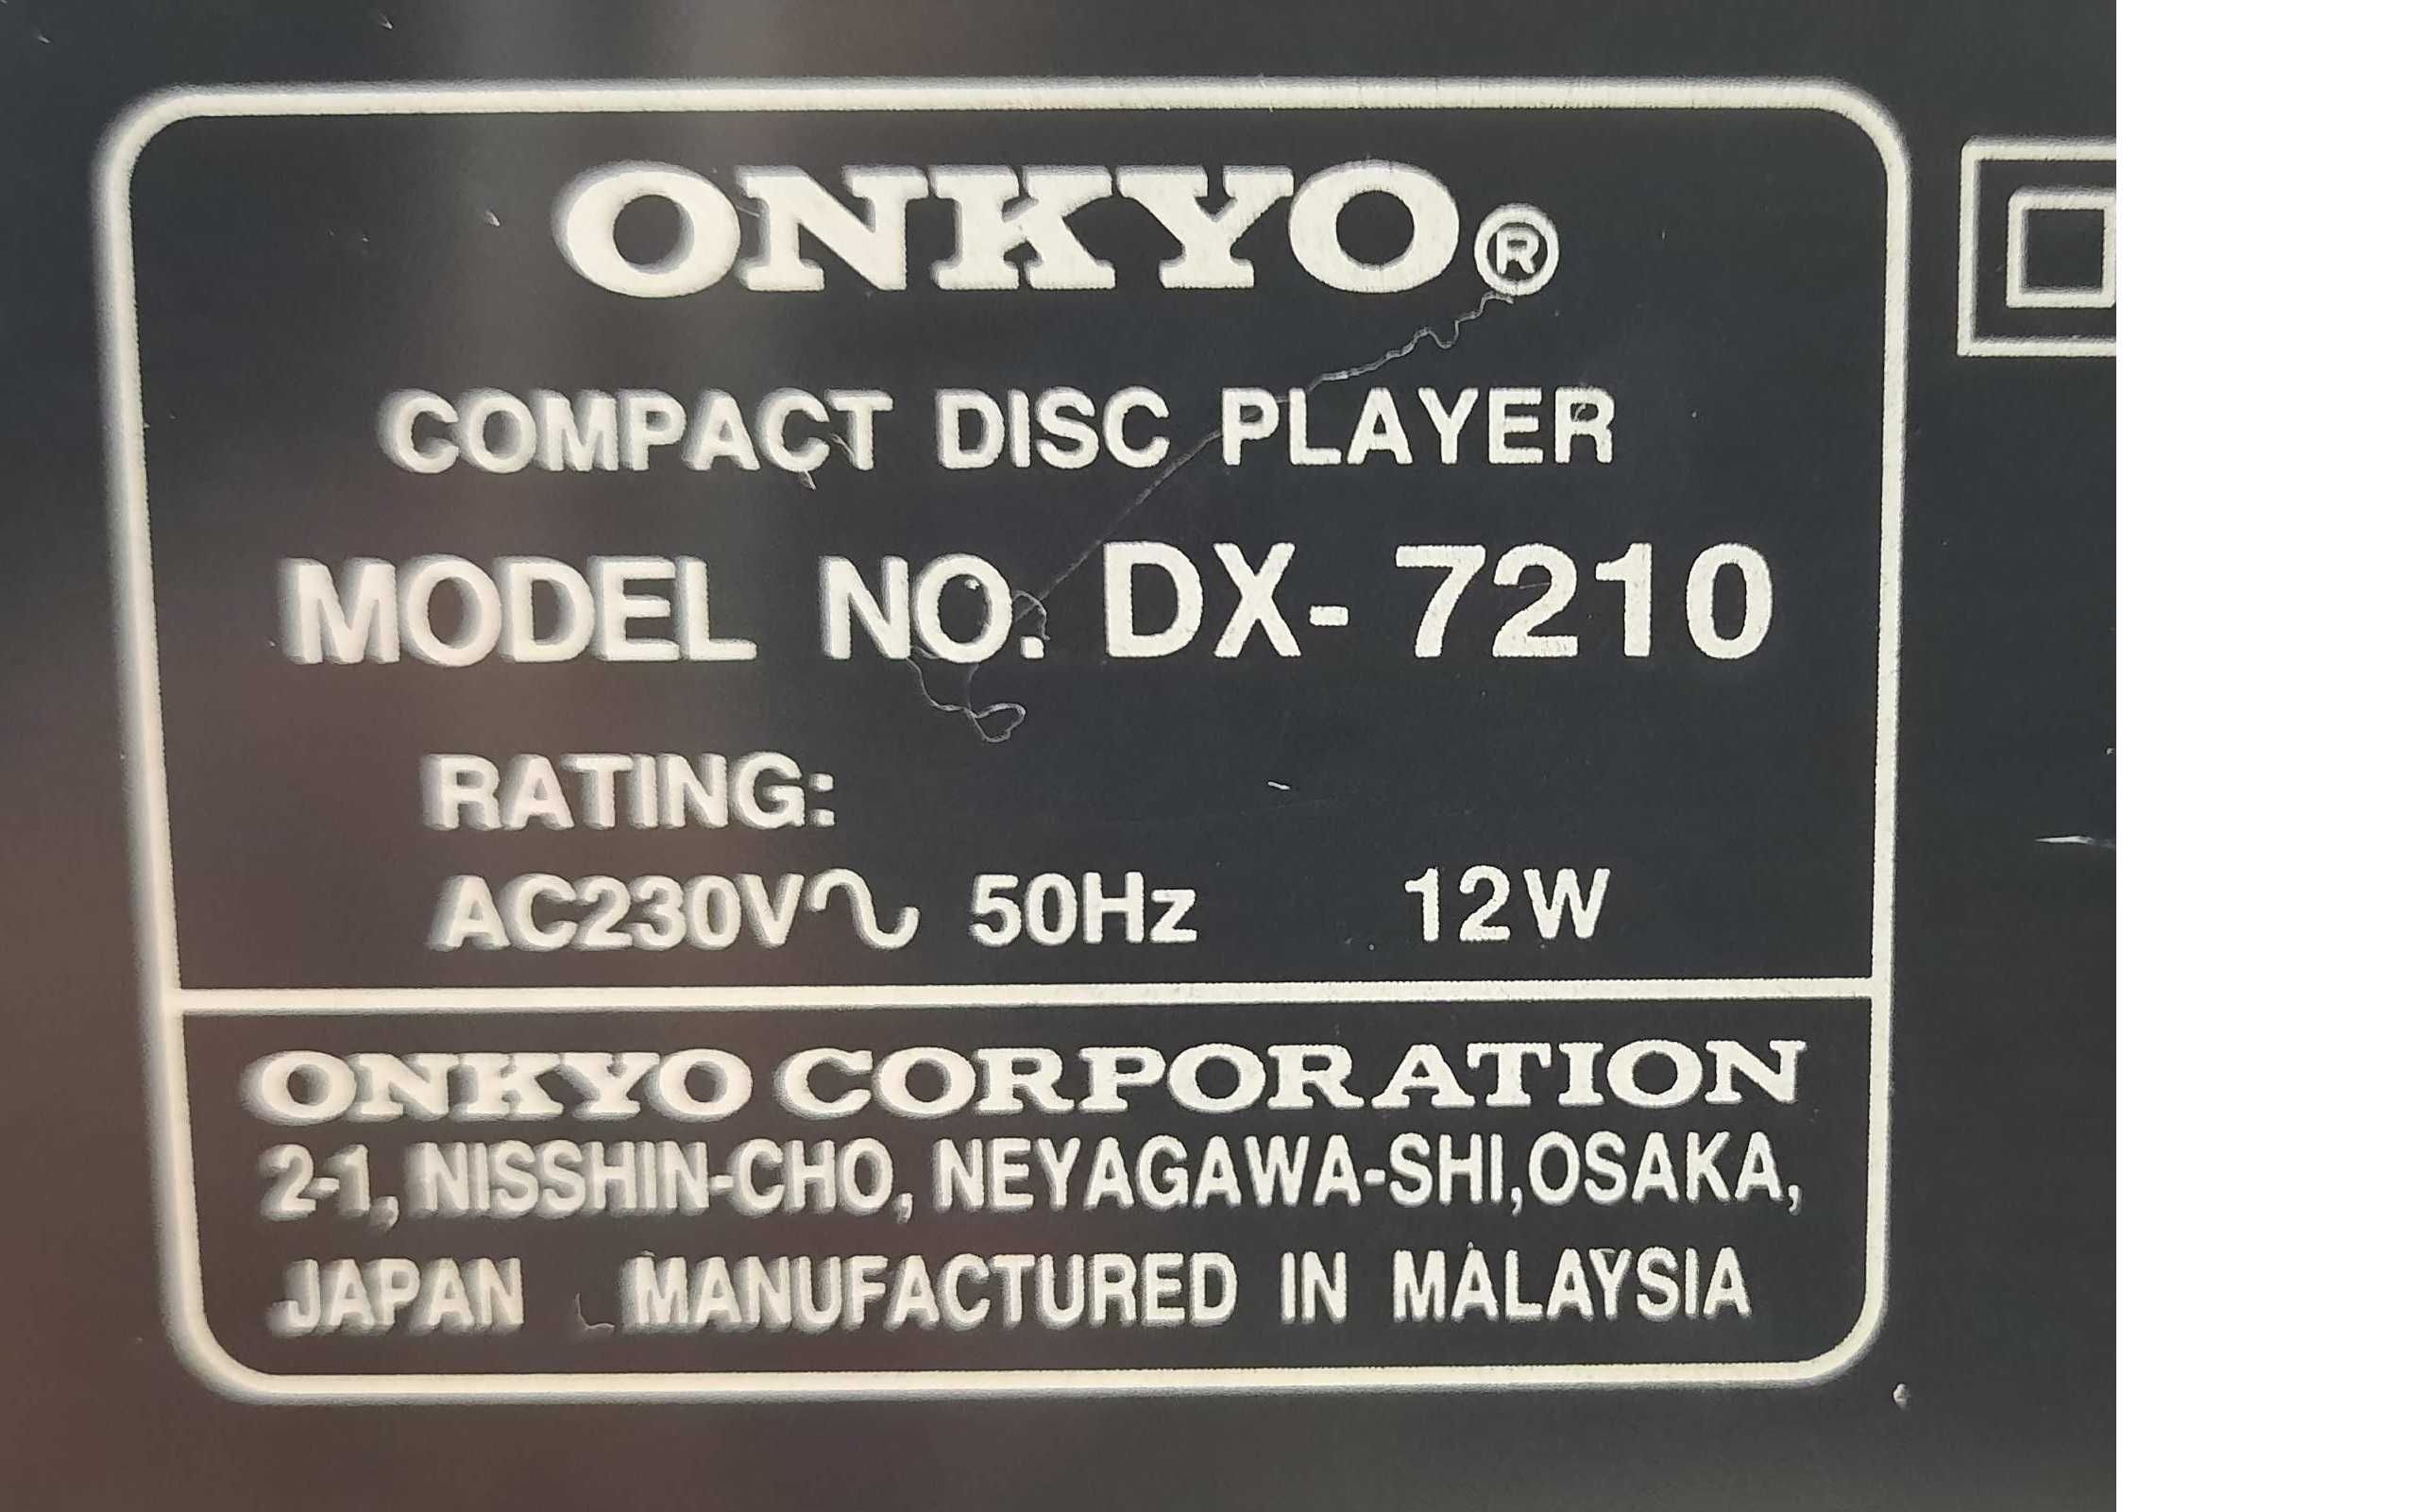 ONKYO®
COMPACT DISC PLAYER
MODEL NO. DX- 7210
RATING:
AC230V∿ 50Hz 12W
ONKYO CORPORATION
2-1, NISSHIN-CHO, NEYAGAWA-SHI,OSAKA,
JAPAN MANUFACTURED IN MALAYSIA